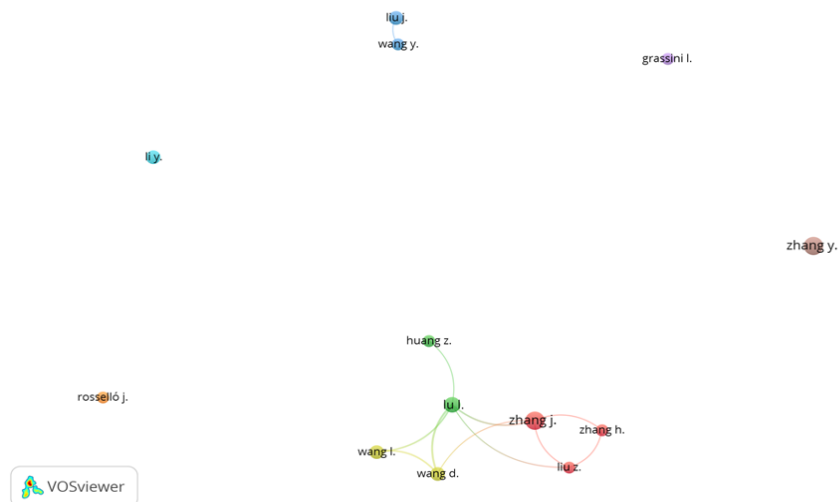 liu j.
wang y.
grassini l.
li y.
zhang y.
huang z.
rosselló j.
lu l.
zhang j.
zhang h.
wang l.
liu z.
wang d.
VOSviewer